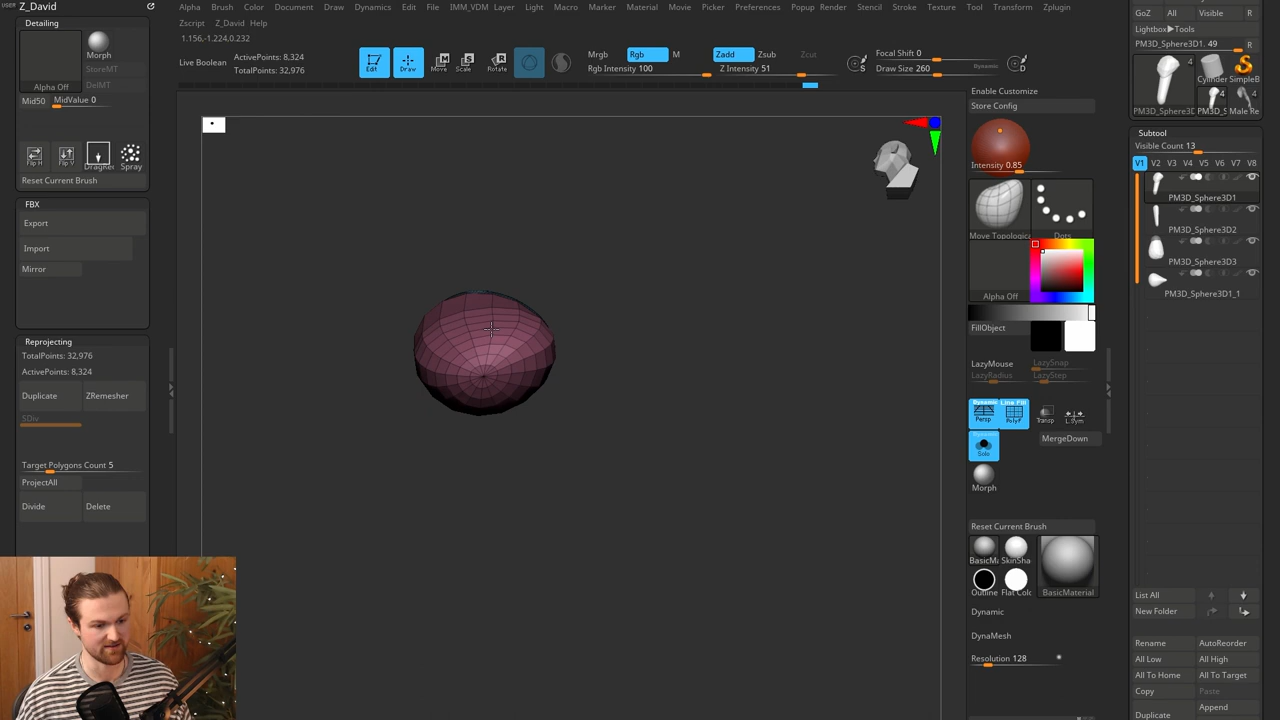 USER Z_David
Alpha Brush Color Document Draw Dynamics Edit File IMM_VDM Layer Light Macro Marker Material Movie Picker Preferences Popup Render Stencil Stroke Texture Tool Transform Zplugin
Zscript Z_David Help
Detailing
1.156,-1.224,0.232
Live Boolean
ActivePoints: 8,324
TotalPoints: 32,976
Edit Draw Move Scale Rotate
Mrgb Rgb M
Rgb Intensity 100
Zadd Zsub Zcut
Z Intensity 51
Focal Shift 0
Draw Size 260
Dynamic
S
D
Morph
StoreMT
DelMT
Alpha Off
Mid50 MidValue 0
Flip H Flip V Dragrec Spray
Reset Current Brush
FBX
Export
Import
Mirror
Reprojecting
TotalPoints: 32,976
ActivePoints: 8,324
Duplicate ZRemesher
SDiv
Target Polygons Count 5
ProjectAll
Divide Delete
Enable Customize
Store Config
Intensity 0.85
Move Topologic Dots
Alpha Off
FillObject
LazyMouse LazySnap
LazyRadius LazyStep
Dynamic Line Fill
Persp PolyF Transp L.Sym
MergeDown
Dynamic
Solo
Morph
Reset Current Brush
BasicMa SkinSha
Outline Flat Colo BasicMaterial
Dynamic
DynaMesh
Resolution 128
GoZ All Visible R
Lightbox▶Tools
PM3D_Sphere3D1. 49 R
4
Cylinder SimpleB
4 4
PM3D_Sphere3D PM3D_S Male Re
Subtool
Visible Count 13
V1 V2 V3 V4 V5 V6 V7 V8
PM3D_Sphere3D1
PM3D_Sphere3D2
PM3D_Sphere3D3
PM3D_Sphere3D1_1
List All
New Folder
Rename AutoReorder
All Low All High
All To Home All To Target
Copy Paste
Duplicate Append